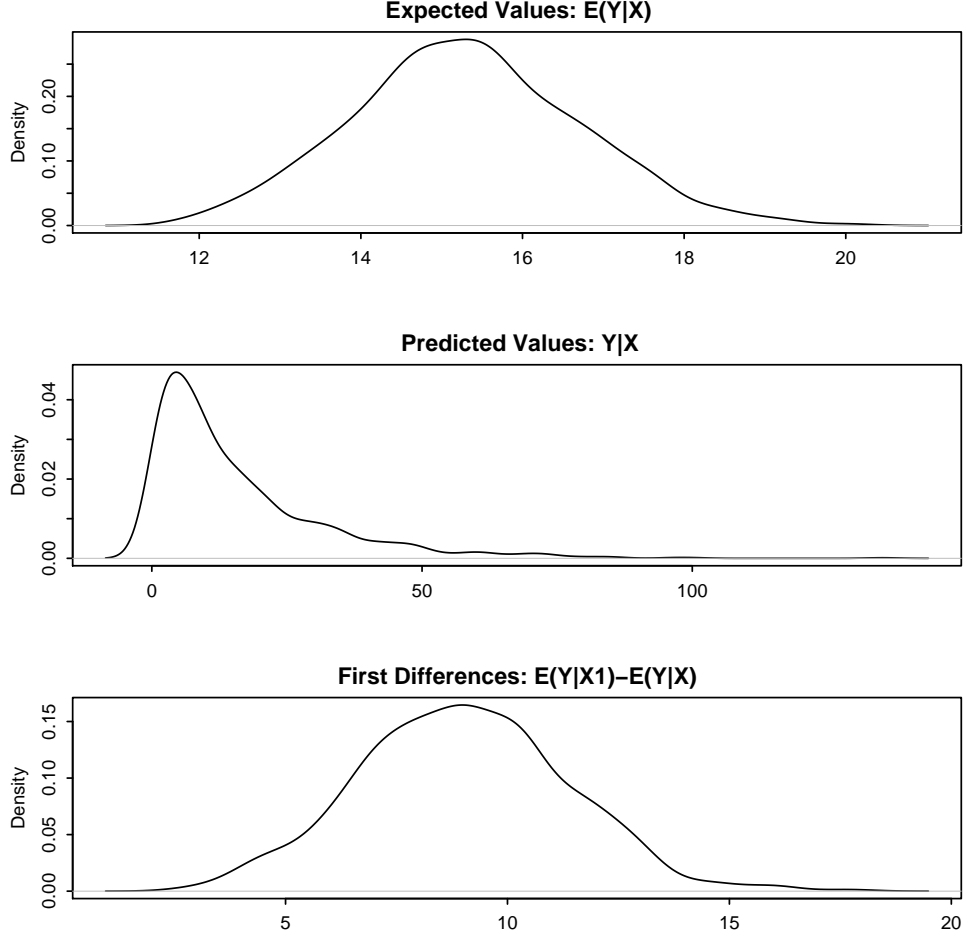 Expected Values: E(Y|X)
Density
0.00 0.10 0.20
12 14 16 18 20
Predicted Values: Y|X
Density
0.00 0.02 0.04
0 50 100
First Differences: E(Y|X1)−E(Y|X)
Density
0.00 0.05 0.10 0.15
5 10 15 20